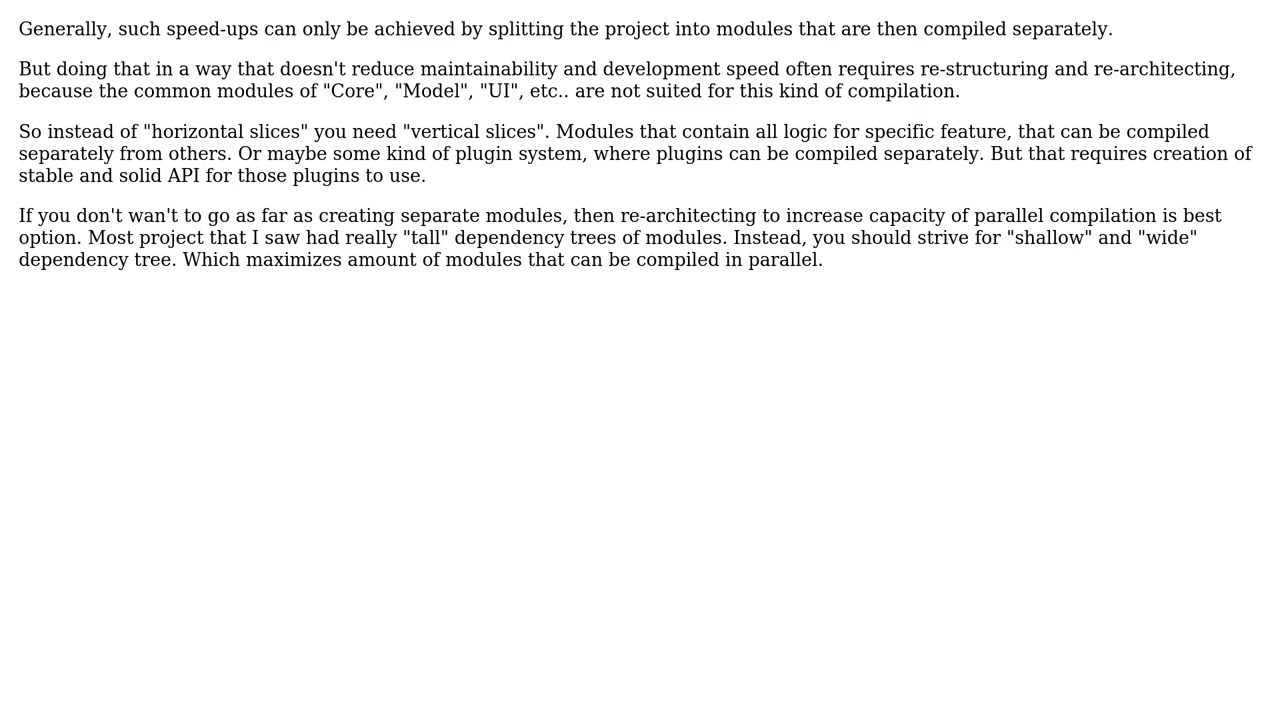 Generally, such speed-ups can only be achieved by splitting the project into modules that are then compiled separately.
But doing that in a way that doesn't reduce maintainability and development speed often requires re-structuring and re-architecting,
because the common modules of "Core", "Model", "UI", etc.. are not suited for this kind of compilation.
So instead of "horizontal slices" you need "vertical slices". Modules that contain all logic for specific feature, that can be compiled
separately from others. Or maybe some kind of plugin system, where plugins can be compiled separately. But that requires creation of
stable and solid API for those plugins to use.
If you don't wan't to go as far as creating separate modules, then re-architecting to increase capacity of parallel compilation is best
option. Most project that I saw had really "tall" dependency trees of modules. Instead, you should strive for "shallow" and "wide"
dependency tree. Which maximizes amount of modules that can be compiled in parallel.